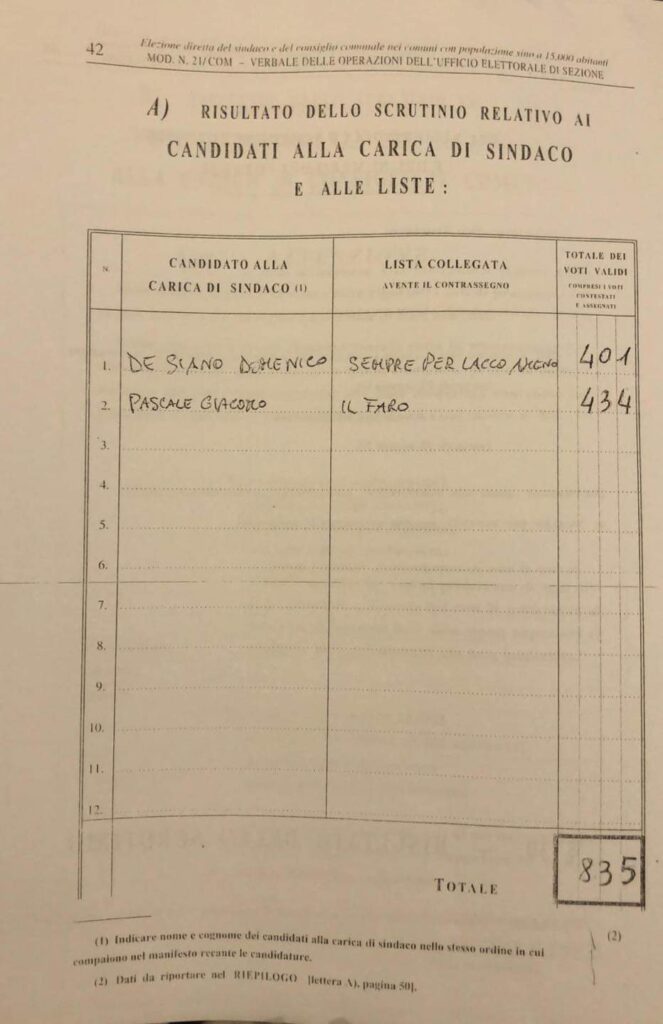 42
Elezione diretta del sindaco e del consiglio comunale nei comuni con popolazione sino a 15.000 abitanti
MOD. N. 21/COM – VERBALE DELLE OPERAZIONI DELL'UFFICIO ELETTORALE DI SEZIONE
A) RISULTATO DELLO SCRUTINIO RELATIVO AI
CANDIDATI ALLA CARICA DI SINDACO
E ALLE LISTE :
N.
CANDIDATO ALLA
CARICA DI SINDACO (1)
LISTA COLLEGATA
AVENTE IL CONTRASSEGNO
TOTALE DEI
VOTI VALIDI
COMPRESI I VOTI
CONTESTATI
E ASSEGNATI
1. DE SIANO DOMENICO SEMPRE PER LACCO AMENO 401
2. PASCALE GIACOMO IL FARO 434
3.
4.
5.
6.
7.
8.
9.
10.
11.
12.
TOTALE 835
(1) Indicare nome e cognome dei candidati alla carica di sindaco nello stesso ordine in cui
compaiono nel manifesto recante le candidature.
(2)
(2) Dati da riportare nel RIEPILOGO [lettera A), pagina 50].